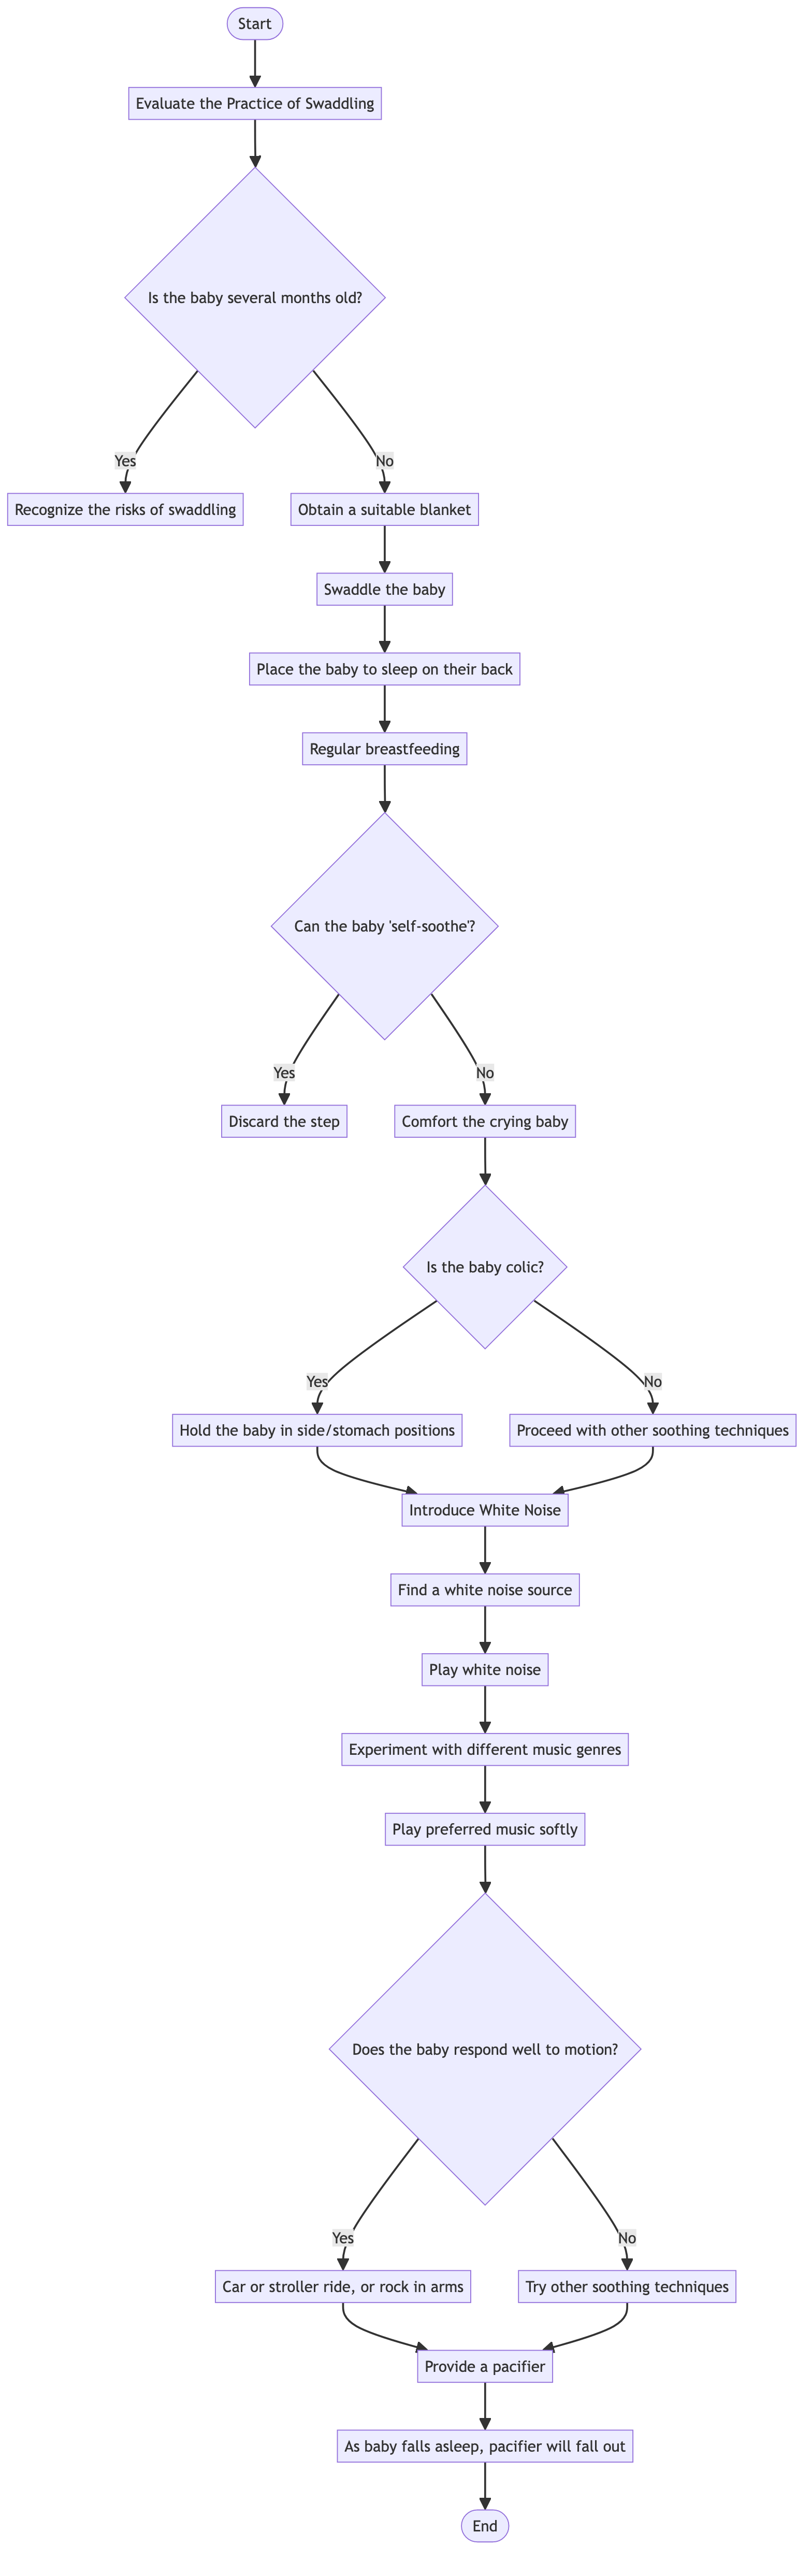 Start
Evaluate the Practice of Swaddling
Is the baby several months old?
Yes
No
Recognize the risks of swaddling
Obtain a suitable blanket
Swaddle the baby
Place the baby to sleep on their back
Regular breastfeeding
Can the baby 'self-soothe'?
Yes
No
Discard the step
Comfort the crying baby
Is the baby colic?
Yes
No
Hold the baby in side/stomach positions
Proceed with other soothing techniques
Introduce White Noise
Find a white noise source
Play white noise
Experiment with different music genres
Play preferred music softly
Does the baby respond well to motion?
Yes
No
Car or stroller ride, or rock in arms
Try other soothing techniques
Provide a pacifier
As baby falls asleep, pacifier will fall out
End